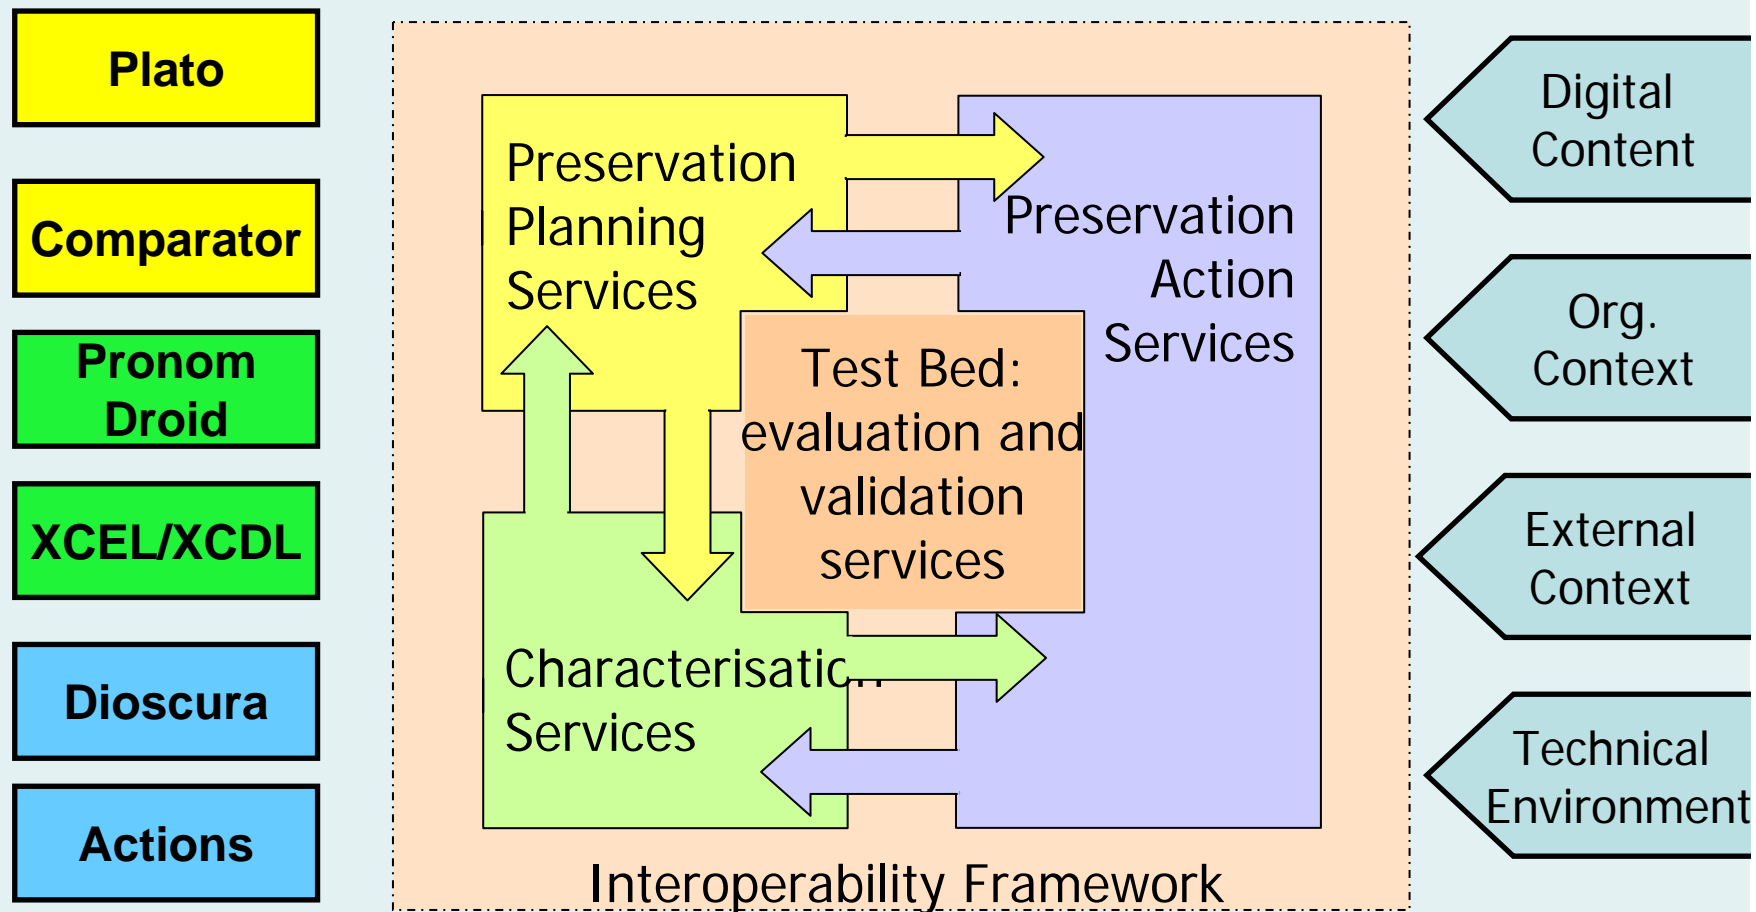 Plato
Comparator
Pronom
Droid
XCEL/XCDL
Dioscura
Actions
Preservation
Planning
Services
Preservation
Action
Services
Test Bed:
evaluation and
validation
services
Characterisation
Services
Interoperability Framework
Digital
Content
Org.
Context
External
Context
Technical
Environment